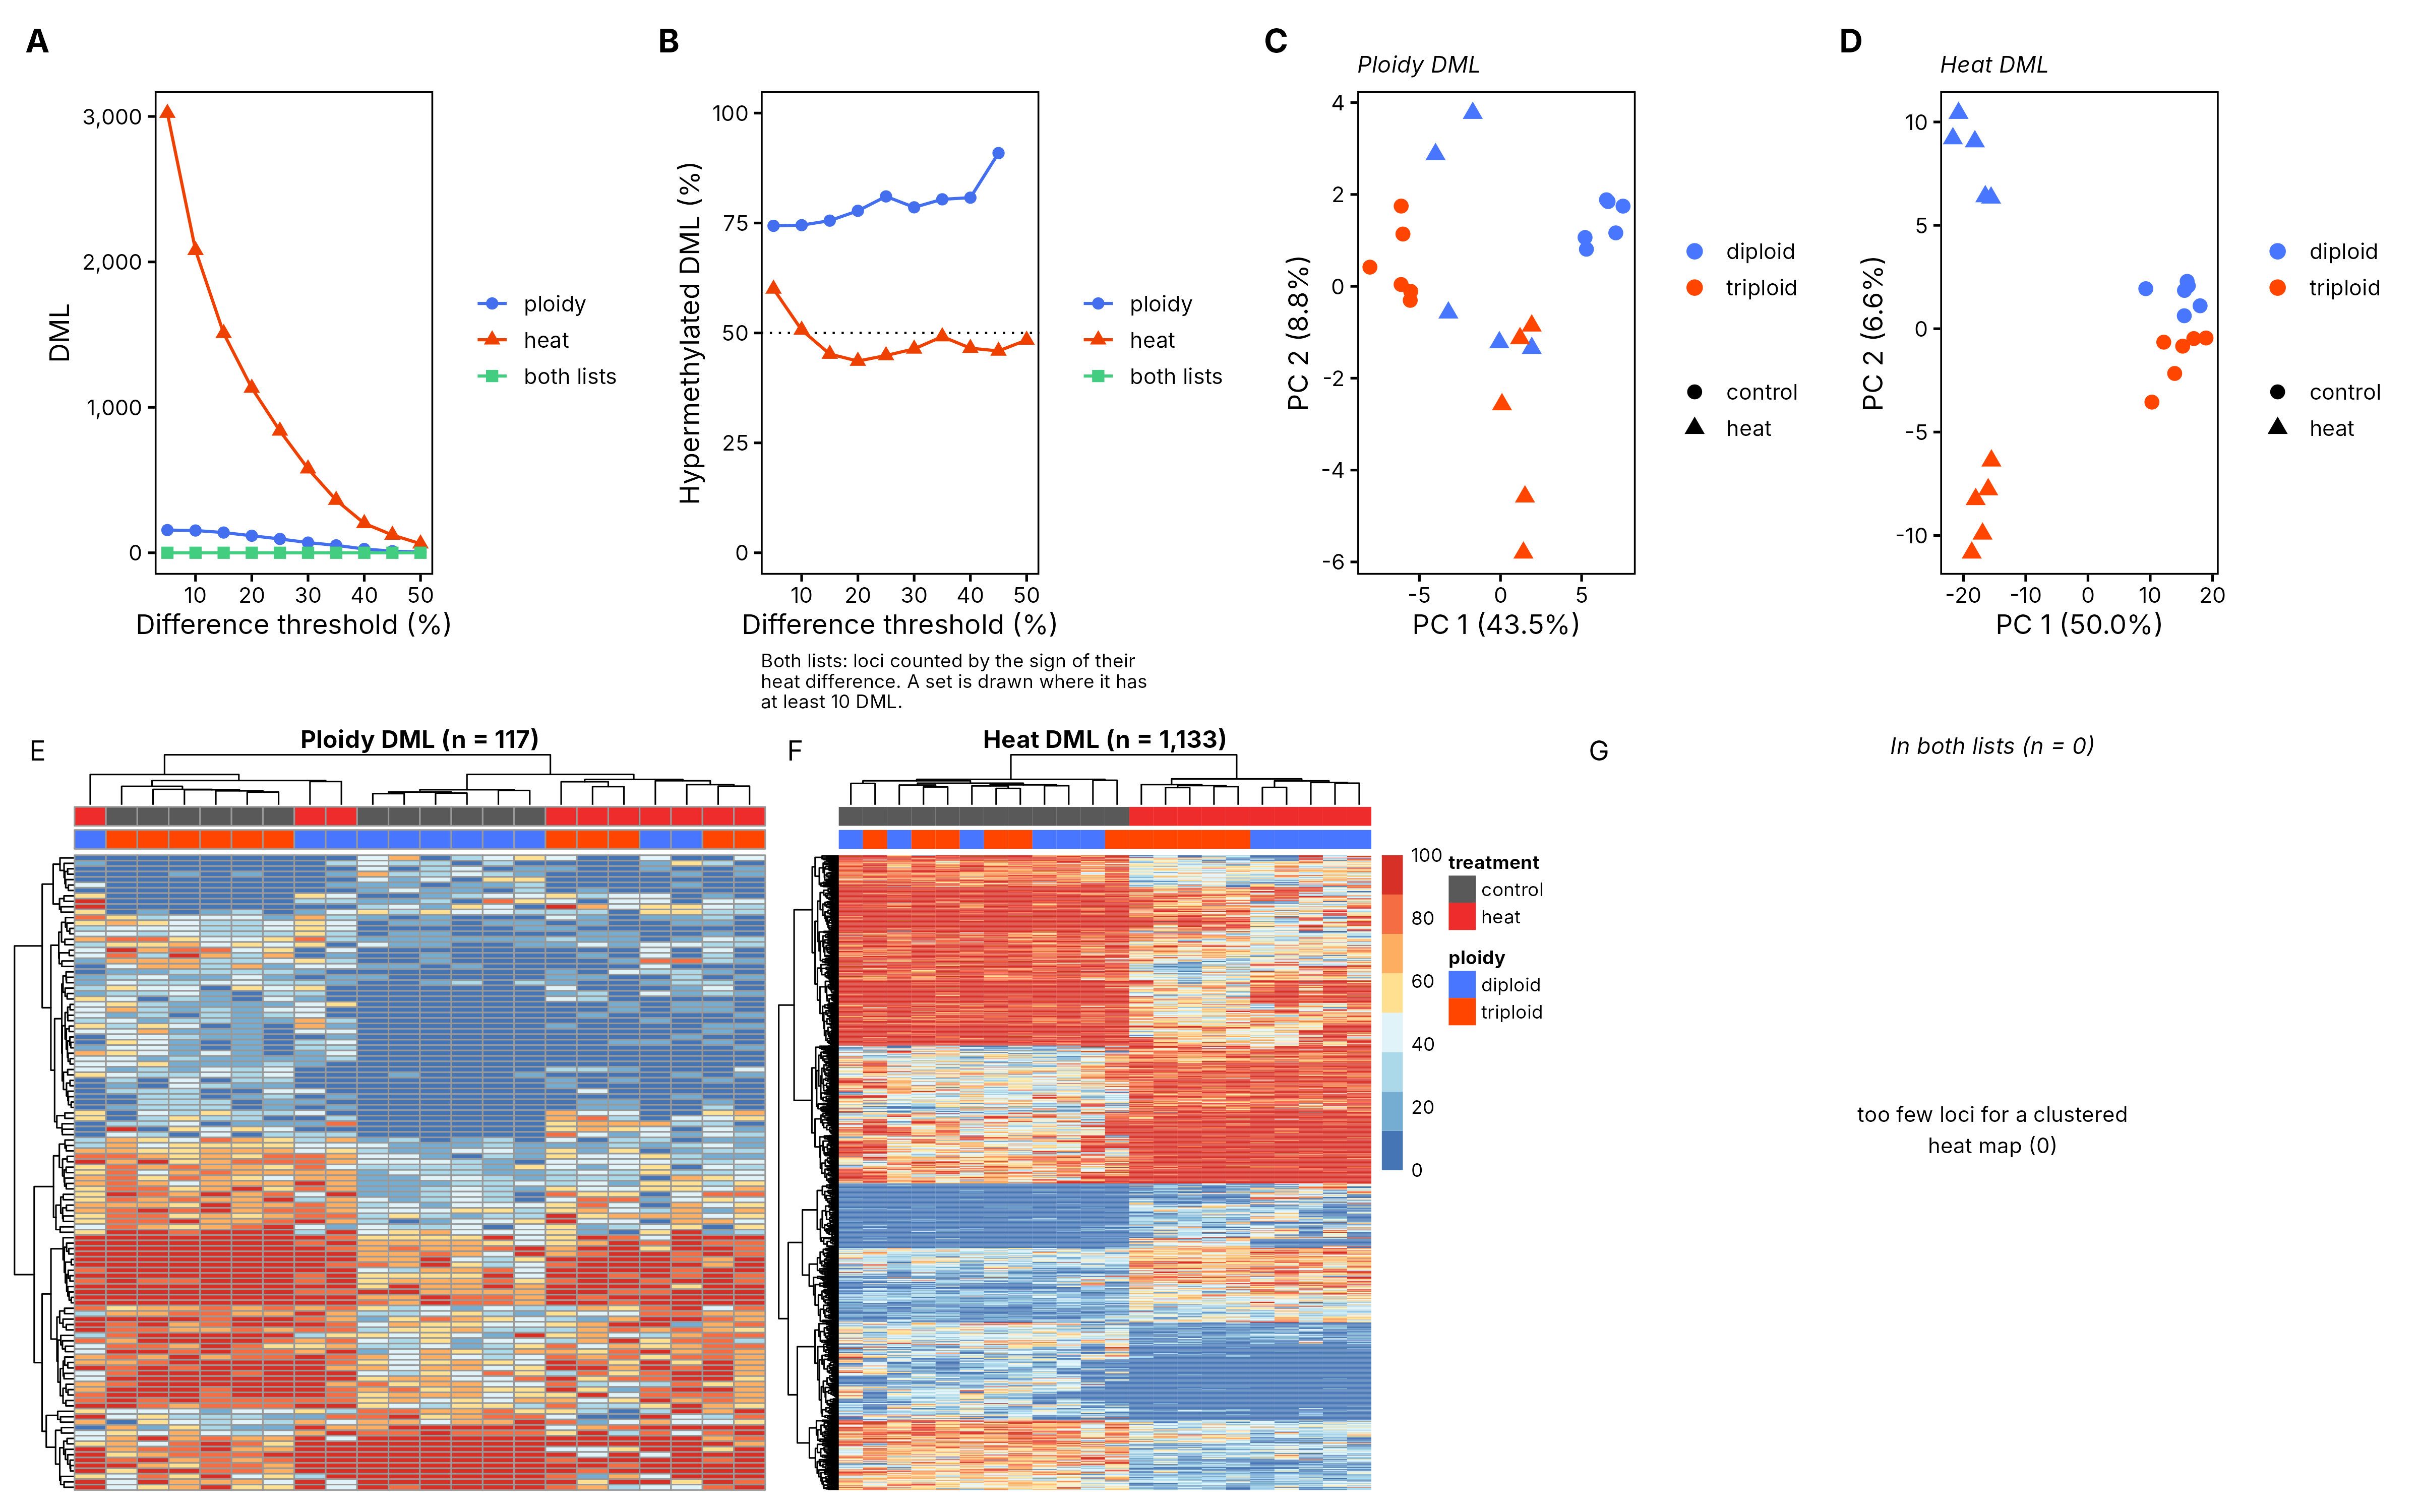 A
3,000
2,000
1,000
0
DML
10 20 30 40 50
Difference threshold (%)
ploidy
heat
both lists
B
100
75
50
25
0
Hypermethylated DML (%)
10 20 30 40 50
Difference threshold (%)
ploidy
heat
both lists
Both lists: loci counted by the sign of their
heat difference. A set is drawn where it has
at least 10 DML.
C
Ploidy DML
4
2
0
-2
-4
-6
PC 2 (8.8%)
-5 0 5
PC 1 (43.5%)
diploid
triploid
control
heat
D
Heat DML
10
5
0
-5
-10
PC 2 (6.6%)
-20 -10 0 10 20
PC 1 (50.0%)
diploid
triploid
control
heat
E
Ploidy DML (n = 117)
F
Heat DML (n = 1,133)
100
80
60
40
20
0
treatment
control
heat
ploidy
diploid
triploid
G
In both lists (n = 0)
too few loci for a clustered
heat map (0)